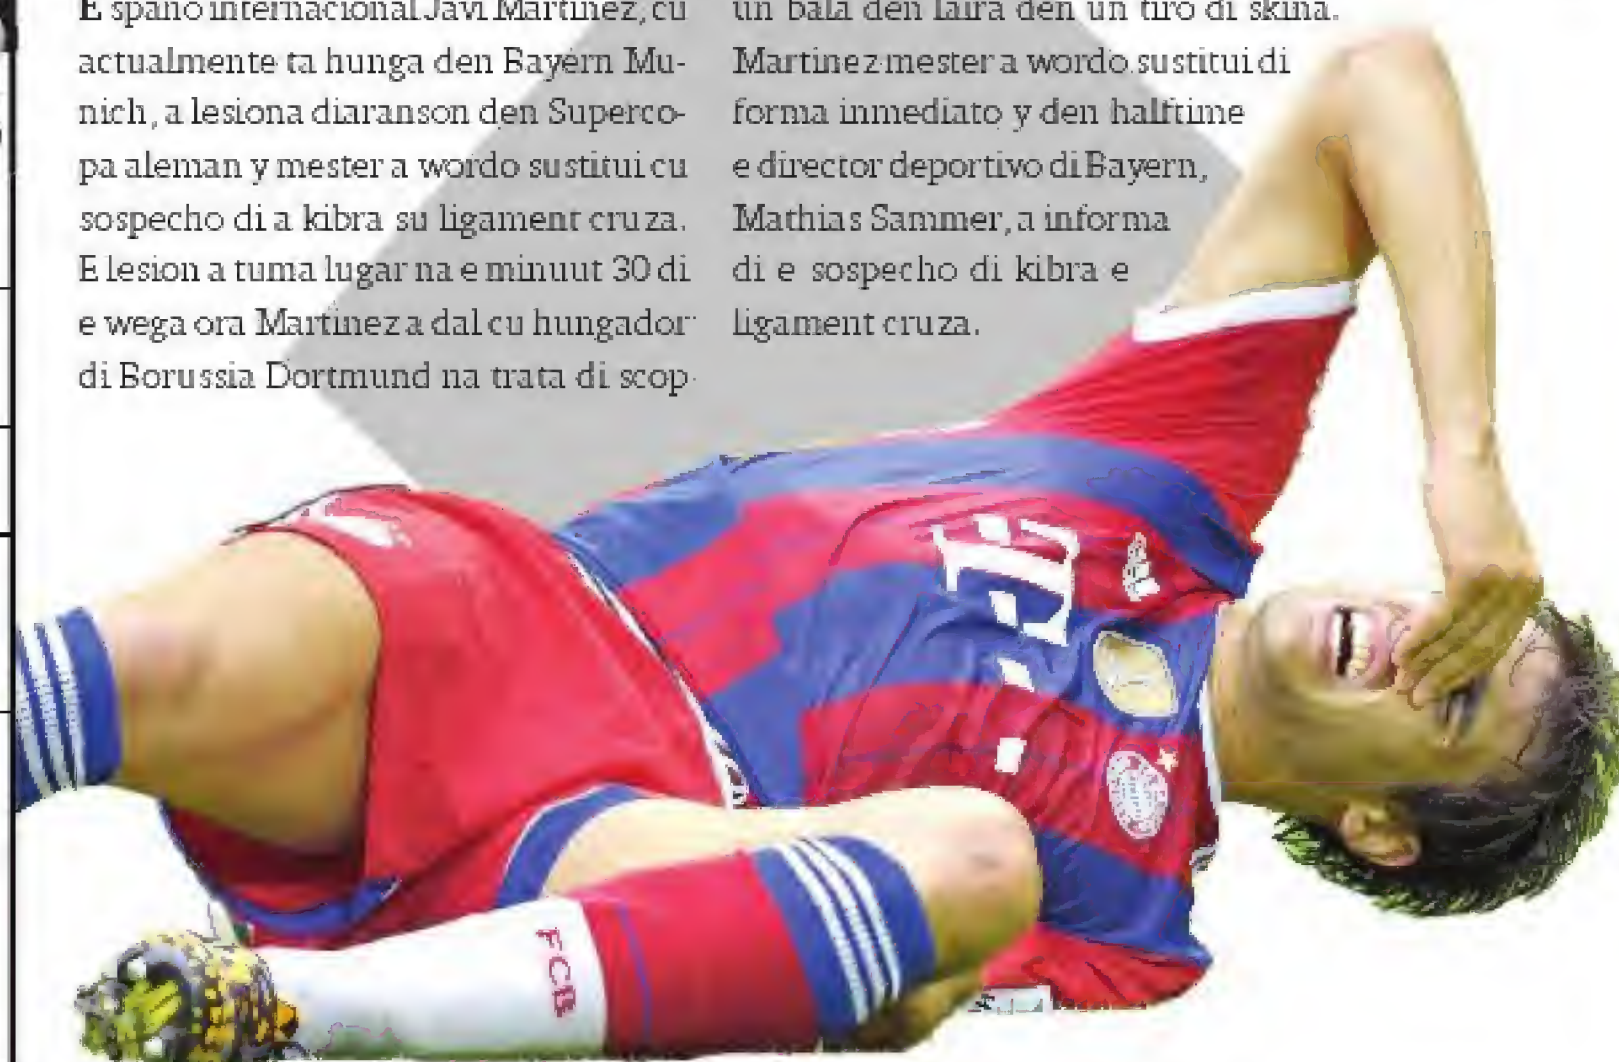 E spaño internacional Javi Martinez, cu
actualmente ta hunga den Bayern Mu-
nich, a lesiona diaranson den Superco-
pa aleman y mester a wordo sustitui cu
sospecho di a kibra su ligament cruza.
E lesion a tuma lugar na e minuut 30 di
e wega ora Martinez a dal cu hungador
di Borussia Dortmund na trata di scop
un bala den laira den un tiro di skina.
Martinez mester a wordo sustitui di
forma inmediato y den halftime
e director deportivo di Bayern,
Mathias Sammer, a informa
di e sospecho di kibra e
ligament cruza.
FCB